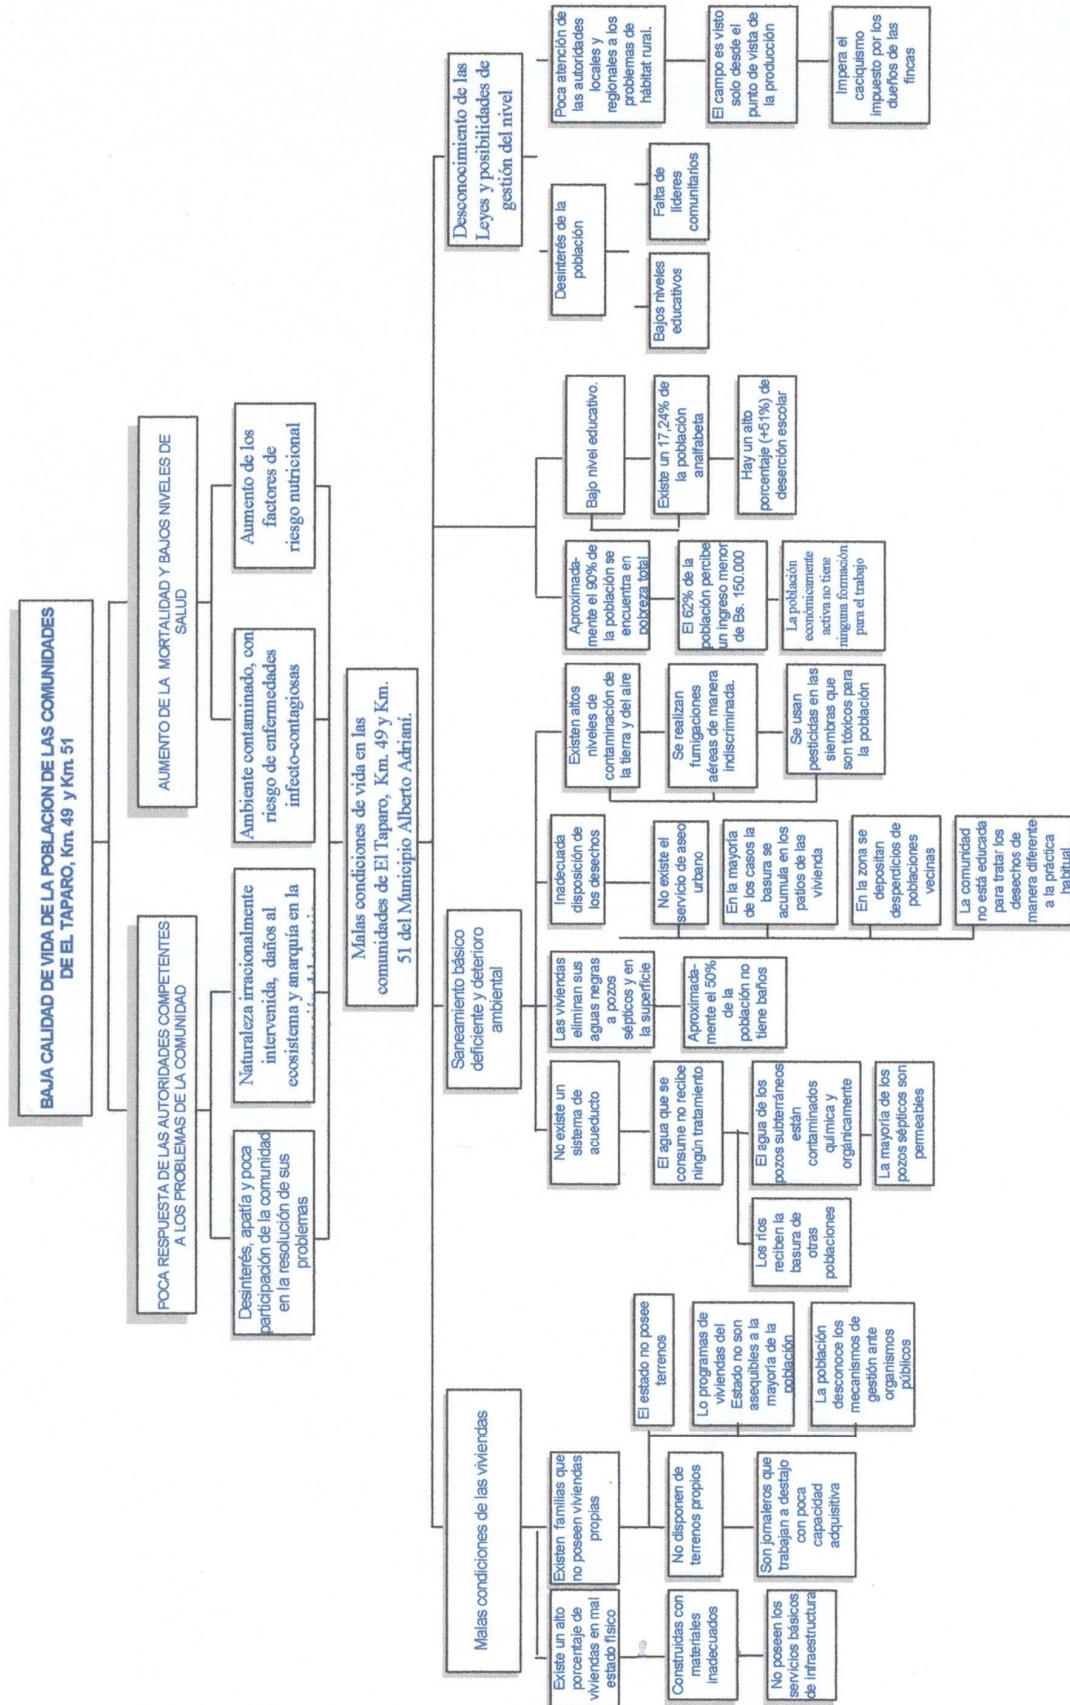 BAJA CALIDAD DE VIDA DE LA POBLACION DE LAS COMUNIDADES
DE EL TAPARO, Km. 49 y Km. 51
POCA RESPUESTA DE LAS AUTORIDADES COMPETENTES
A LOS PROBLEMAS DE LA COMUNIDAD
AUMENTO DE LA MORTALIDAD Y BAJOS NIVELES DE
SALUD
Desinterés, apatía y poca
participación de la comunidad
en la resolución de sus
problemas
Naturaleza irracionalmente
intervenida, daños al
ecosistema y anarquía en la
Ambiente contaminado, con
riesgo de enfermedades
infecto-contagiosas
Aumento de los
factores de
riesgo nutricional
Malas condiciones de vida en las
comunidades de El Taparo, Km. 49 y Km.
51 del Municipio Alberto Adriani.
Malas condiciones de las viviendas
Existe un alto
porcentaje de
viviendas en mal
estado físico
Construidas con
materiales
inadecuados
No poseen los
servicios básicos
de infraestructura
Existen familias que
no poseen viviendas
propias
No disponen de
terrenos propios
Son jornaleros que
trabajan a destajo
con poca
capacidad
adquisitiva
El estado no posee
terrenos
Lo programas de
viviendas del
Estado no son
asequibles a la
mayoría de la
población
La población
desconoce los
mecanismos de
gestión ante
organismos
públicos
Saneamiento básico
deficiente y deterioro
ambiental
No existe un
sistema de
acueducto
El agua que se
consume no recibe
ningún tratamiento
Los ríos
reciben la
basura de
otras
poblaciones
El agua de los
pozos subterráneos
están
contaminados
química y
orgánicamente
La mayoría de los
pozos sépticos son
permeables
Las viviendas
eliminan sus
aguas negras
a pozos
sépticos y en
la superficie
Aproximada-
mente el 50%
de la
población no
tiene baños
Inadecuada
disposición de
los desechos
No existe el
servicio de aseo
urbano
En la mayoría
de los casos la
basura se
acumula en los
patios de las
vivienda
En la zona se
depositan
desperdicios de
poblaciones
vecinas
La comunidad
no está educada
para tratar los
desechos de
manera diferente
a la práctica
habitual
Existen altos
niveles de
contaminación de
la tierra y del aire
Se realizan
fumigaciones
aéreas de manera
indiscriminada.
Se usan
pesticidas en las
siembras que
son tóxicos para
la población
Aproximada-
mente el 90% de
la población se
encuentra en
pobreza total
El 62% de la
población percibe
un ingreso menor
de Bs. 150.000
La población
económicamente
activa no tiene
ninguna formación
para el trabajo
Bajo nivel educativo.
Existe un 17,24% de
la población
analfabeta
Hay un alto
porcentaje (+51%) de
deserción escolar
Desconocimiento de las
Leyes y posibilidades de
gestión del nivel
Desinterés de la
población
Bajos niveles
educativos
Falta de
líderes
comunitarios
Poca atención de
las autoridades
locales y
regionales a los
problemas de
hábitat rural.
El campo es visto
solo desde el
punto de vista de
la producción
Impera el
caciquismo
impuesto por los
dueños de las
fincas